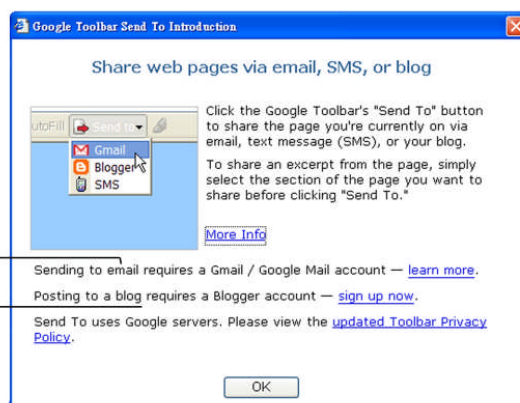 Google Toolbar Send To Introduction
Share web pages via email, SMS, or blog
utoFill Send to
Gmail
Blogger
SMS
Click the Google Toolbar's "Send To" button
to share the page you're currently on via
email, text message (SMS), or your blog.
To share an excerpt from the page, simply
select the section of the page you want to
share before clicking "Send To."
More Info
Sending to email requires a Gmail / Google Mail account — learn more.
Posting to a blog requires a Blogger account — sign up now.
Send To uses Google servers. Please view the updated Toolbar Privacy
Policy.
OK